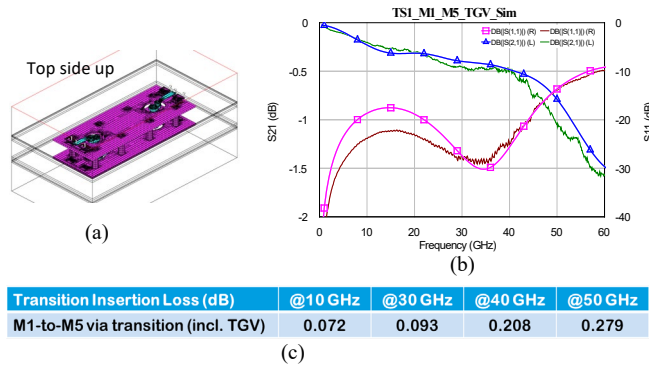 (a)
Top side up
(b)
TS1_M1_M5_TGV_Sim
DB(|S(1,1)|) (R) DB(|S(1,1)|) (R)
DB(|S(2,1)|) (L) DB(|S(2,1)|) (L)
0 0
-0.5 -10
-1 -20
-1.5 -30
-2 -40
S21 (dB)
S11 (dB)
0 10 20 30 40 50 60
Frequency (GHz)
(b)
Transition Insertion Loss (dB) @10 GHz @30 GHz @40 GHz @50 GHz
M1-to-M5 via transition (incl. TGV) 0.072 0.093 0.208 0.279
(c)